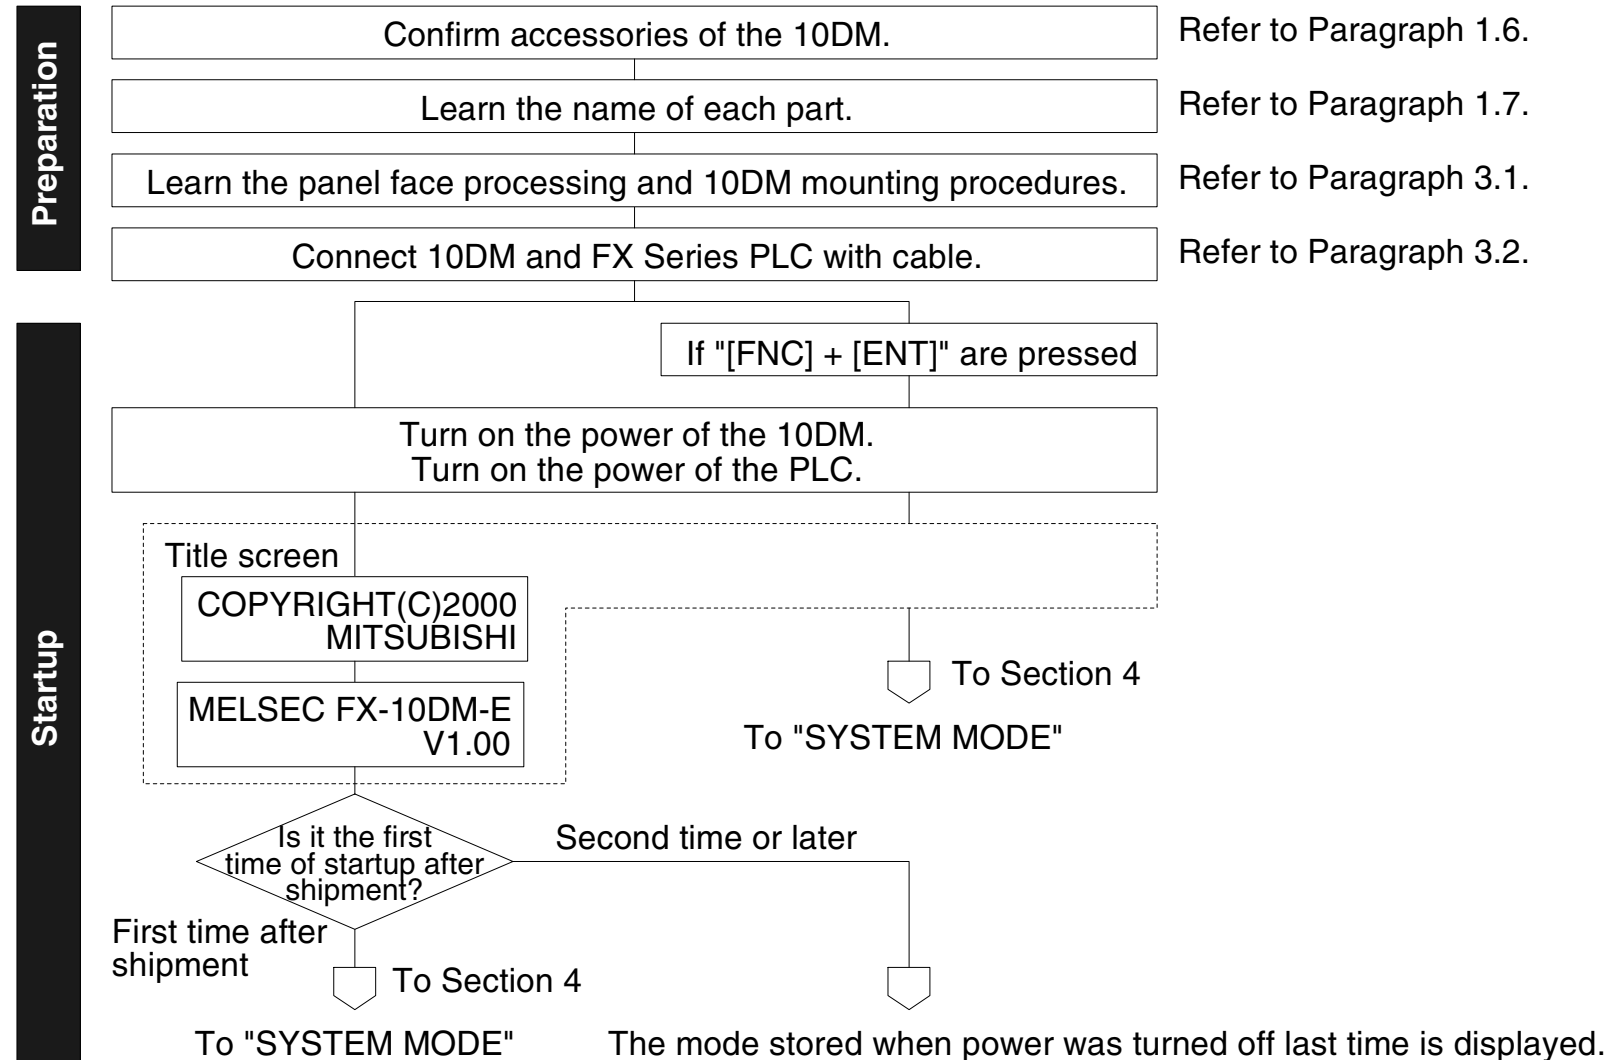 Preparation
Confirm accessories of the 10DM.
Refer to Paragraph 1.6.
Learn the name of each part.
Refer to Paragraph 1.7.
Learn the panel face processing and 10DM mounting procedures.
Refer to Paragraph 3.1.
Connect 10DM and FX Series PLC with cable.
Refer to Paragraph 3.2.
Startup
If "[FNC] + [ENT]" are pressed
Turn on the power of the 10DM.
Turn on the power of the PLC.
Title screen
COPYRIGHT(C)2000
MITSUBISHI
MELSEC FX-10DM-E
V1.00
To Section 4
To "SYSTEM MODE"
Is it the first
time of startup after
shipment?
Second time or later
First time after
shipment
To Section 4
To "SYSTEM MODE"
The mode stored when power was turned off last time is displayed.